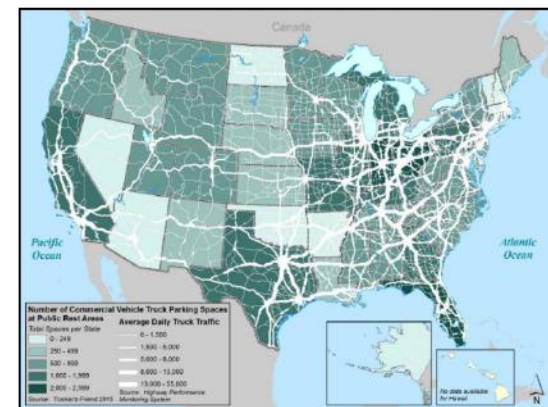 Canada
Pacific
Ocean
Atlantic
Ocean
Number of Commercial Vehicle Truck Parking Spaces
at Public Rest Areas
Total Spaces per State
0 - 249
250 - 499
500 - 999
1,000 - 1,999
2,000 - 3,999
Source: Trucker's Friend 2015
Average Daily Truck Traffic
0 - 1,500
1,500 - 5,000
5,000 - 8,000
8,000 - 13,000
13,000 - 55,000
Source: Highway Performance
Monitoring System
No data available
for Hawaii
N